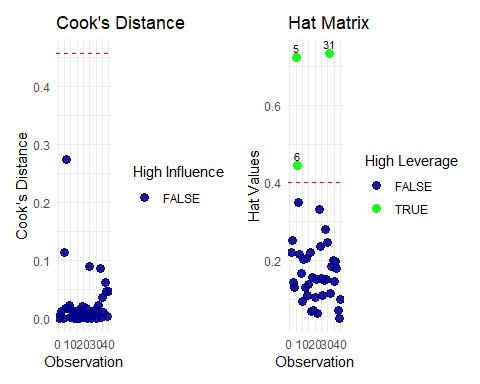 Cook's Distance
Cook's Distance
0.4
0.3
0.2
0.1
0.0
0 10203040
Observation
High Influence
FALSE
Hat Matrix
Hat Values
0.6
0.4
0.2
5
31
6
0 10203040
Observation
High Leverage
FALSE
TRUE